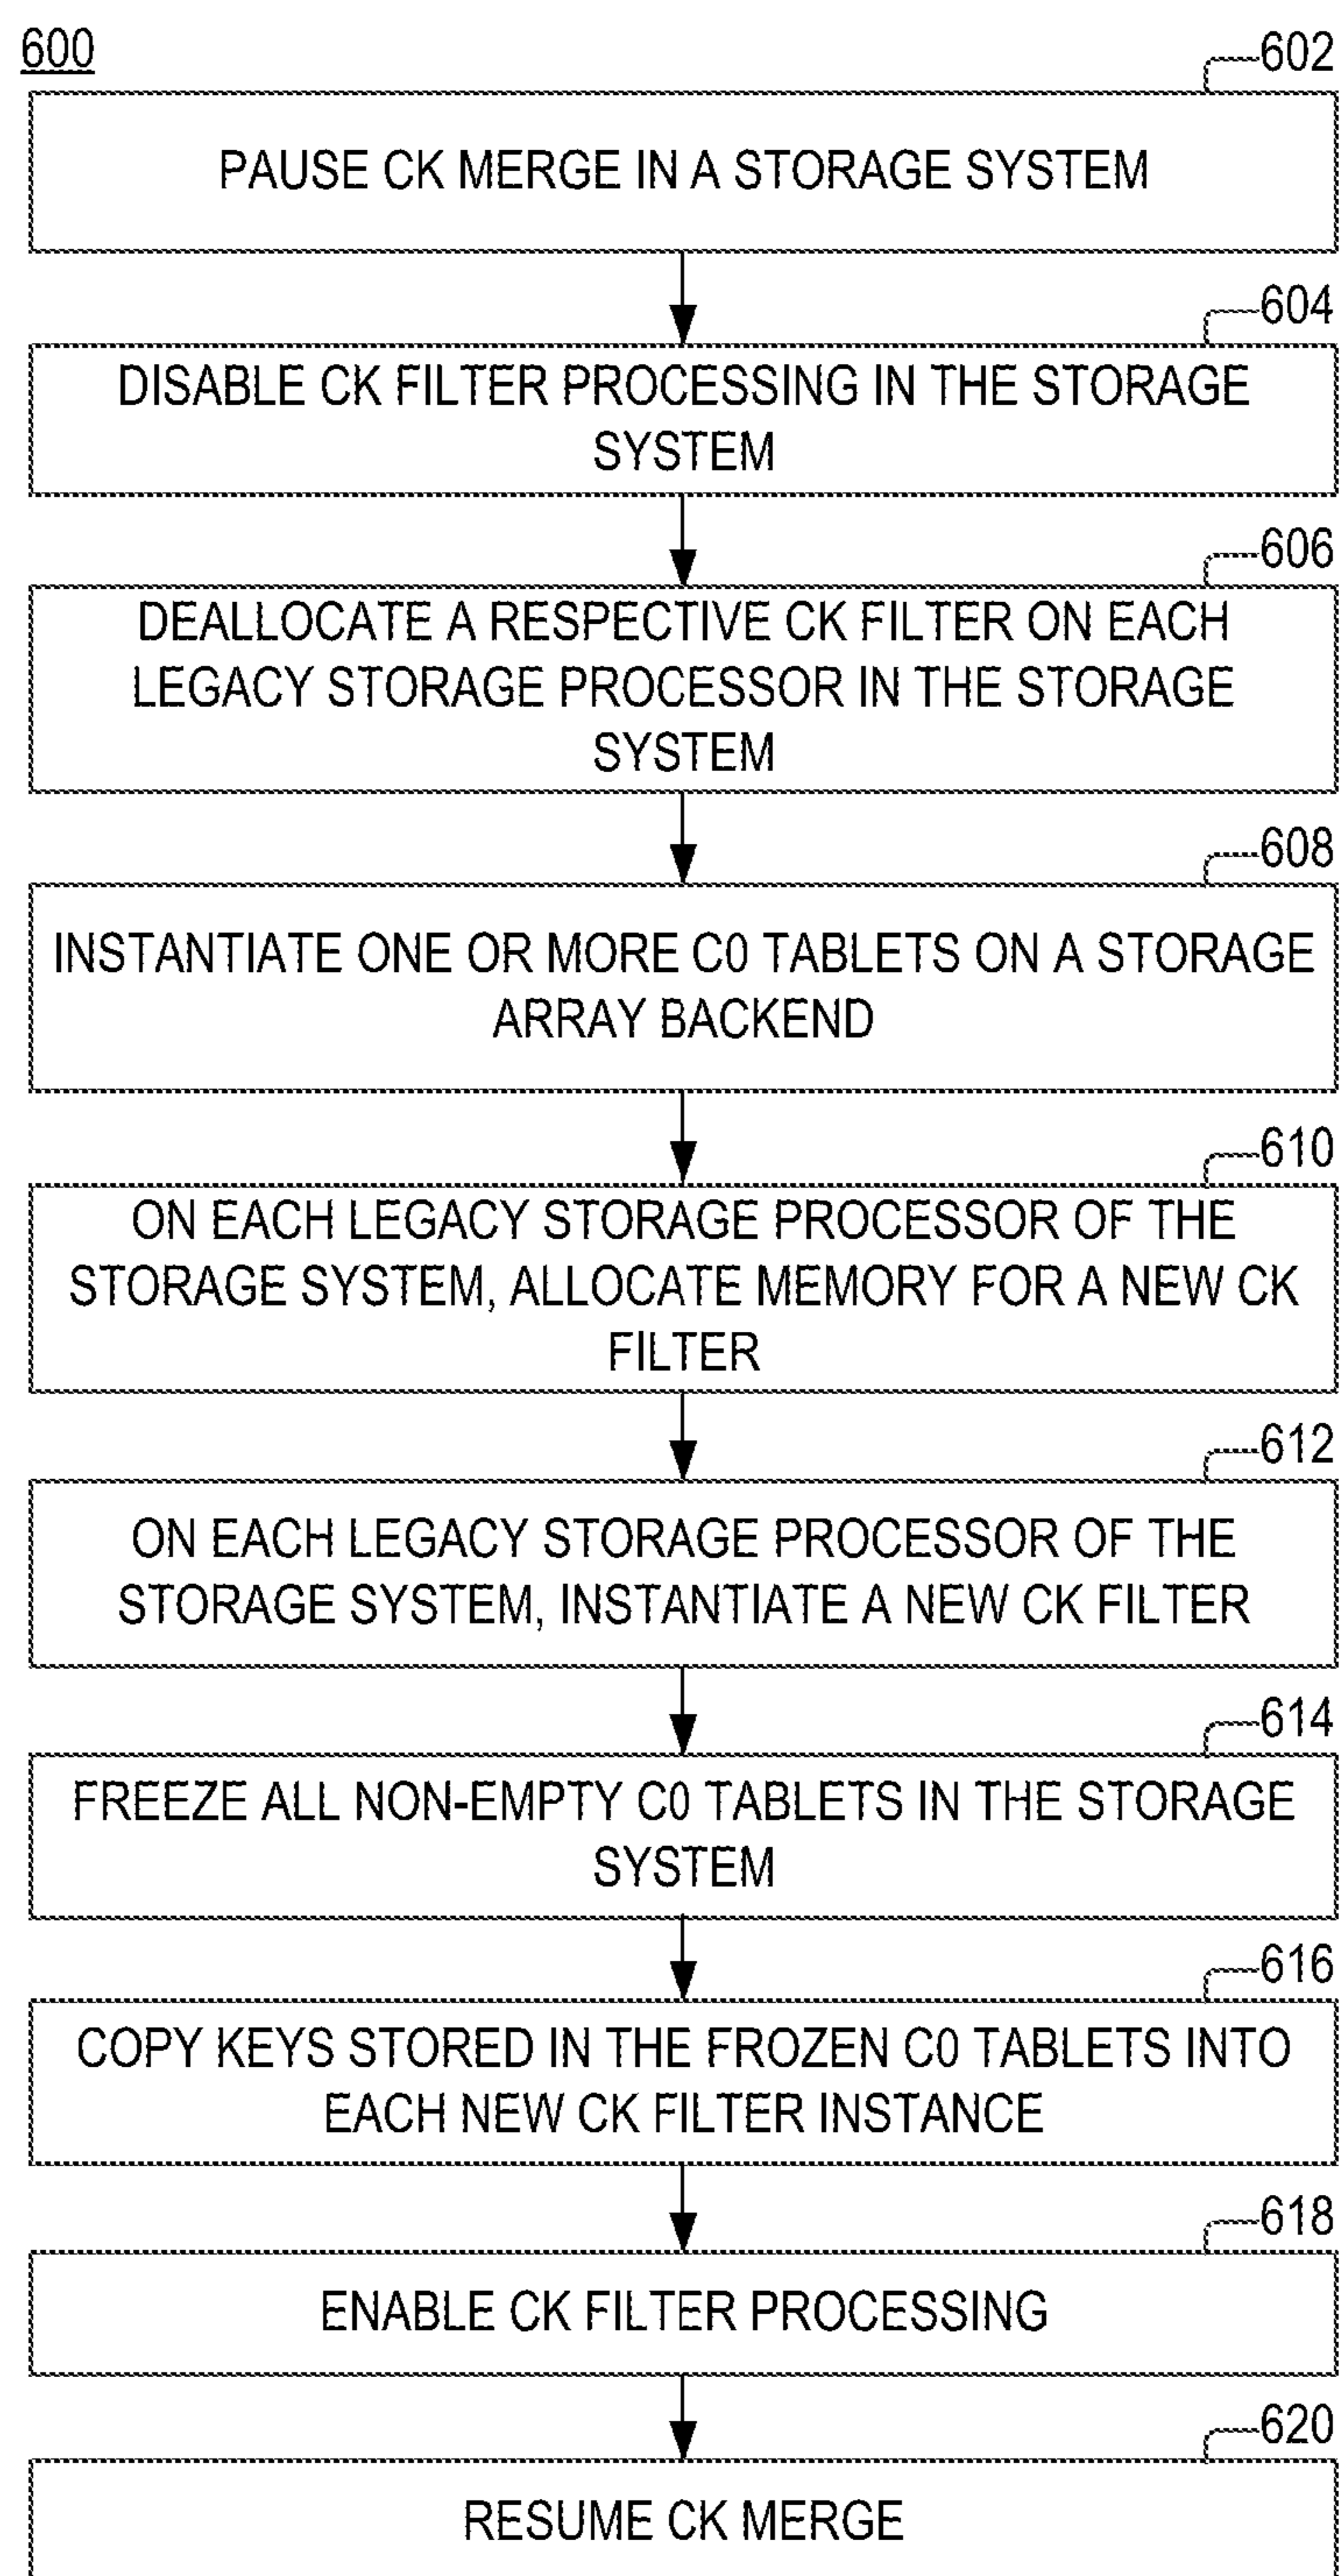 600
602
PAUSE CK MERGE IN A STORAGE SYSTEM
604
DISABLE CK FILTER PROCESSING IN THE STORAGE
SYSTEM
606
DEALLOCATE A RESPECTIVE CK FILTER ON EACH
LEGACY STORAGE PROCESSOR IN THE STORAGE
SYSTEM
608
INSTANTIATE ONE OR MORE C0 TABLETS ON A STORAGE
ARRAY BACKEND
610
ON EACH LEGACY STORAGE PROCESSOR OF THE
STORAGE SYSTEM, ALLOCATE MEMORY FOR A NEW CK
FILTER
612
ON EACH LEGACY STORAGE PROCESSOR OF THE
STORAGE SYSTEM, INSTANTIATE A NEW CK FILTER
614
FREEZE ALL NON-EMPTY C0 TABLETS IN THE STORAGE
SYSTEM
616
COPY KEYS STORED IN THE FROZEN C0 TABLETS INTO
EACH NEW CK FILTER INSTANCE
618
ENABLE CK FILTER PROCESSING
620
RESUME CK MERGE